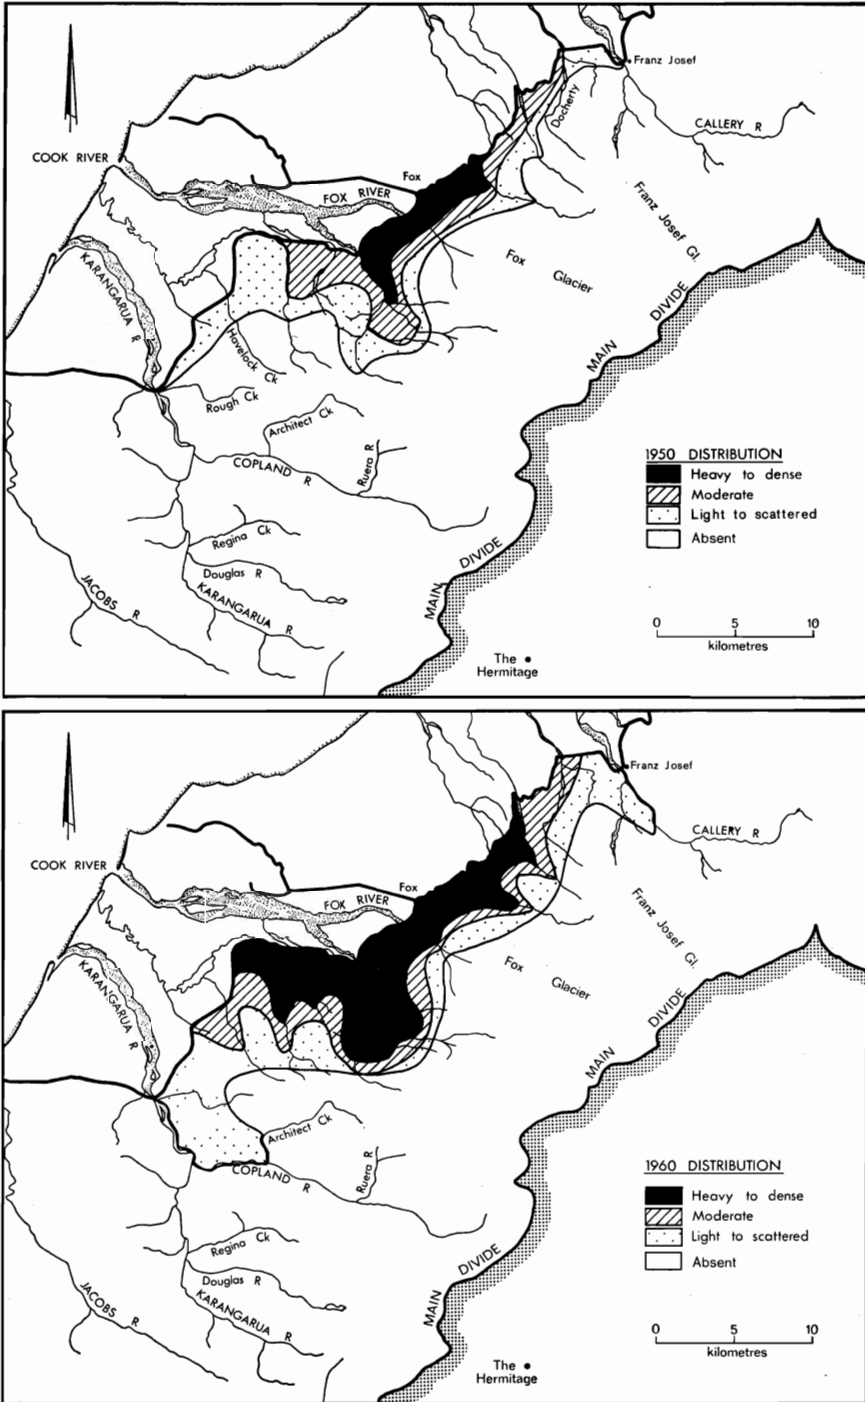 Franz Josef
Docherty
CALLERY R
COOK RIVER
Fox
FOX RIVER
Franz Josef Gl.
KARANGARUA R
Fox Glacier
MAIN DIVIDE
Havelock Ck
Rough Ck
Architect Ck
COPLAND R
Ruera R
1950 DISTRIBUTION
Heavy to dense
Moderate
Light to scattered
Absent
Regina Ck
Douglas R
KARANGARUA R
JACOBS R
MAIN DIVIDE
0 5 10
kilometres
The
Hermitage
Franz Josef
CALLERY R
COOK RIVER
Fox
FOX RIVER
Franz Josef Gl.
KARANGARUA R
Fox Glacier
MAIN DIVIDE
Architect Ck
COPLAND R
Ruera R
1960 DISTRIBUTION
Heavy to dense
Moderate
Light to scattered
Absent
Regina Ck
Douglas R
KARANGARUA R
JACOBS R
MAIN DIVIDE
0 5 10
kilometres
The
Hermitage